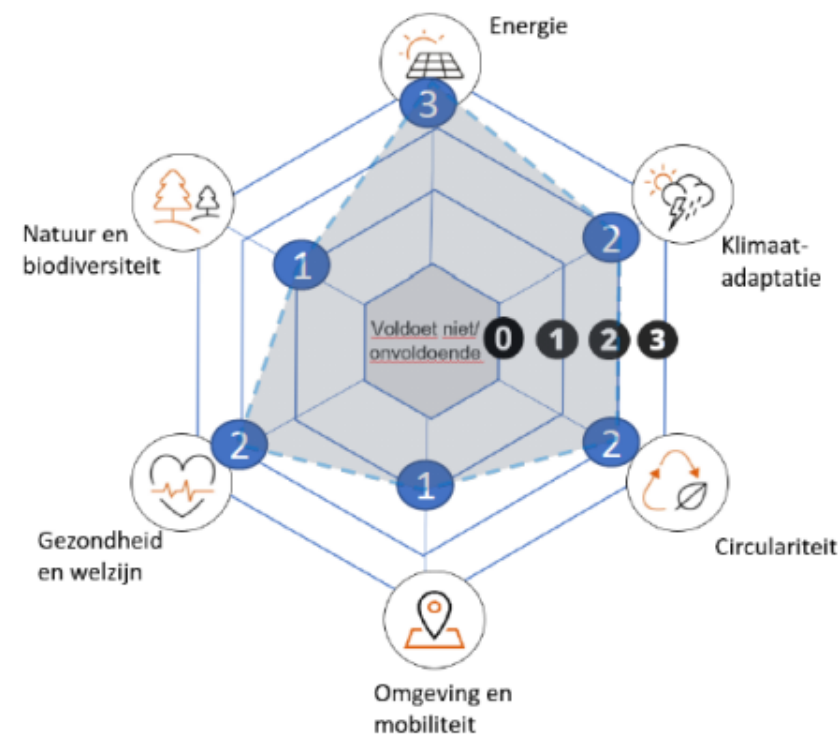 Energie
3
2
Klimaat-
adaptatie
Natuur en
biodiversiteit
1
Voldoet niet/
onvoldoende
0 1 2 3
2
2
1
Gezondheid
en welzijn
Circulariteit
Omgeving en
mobiliteit